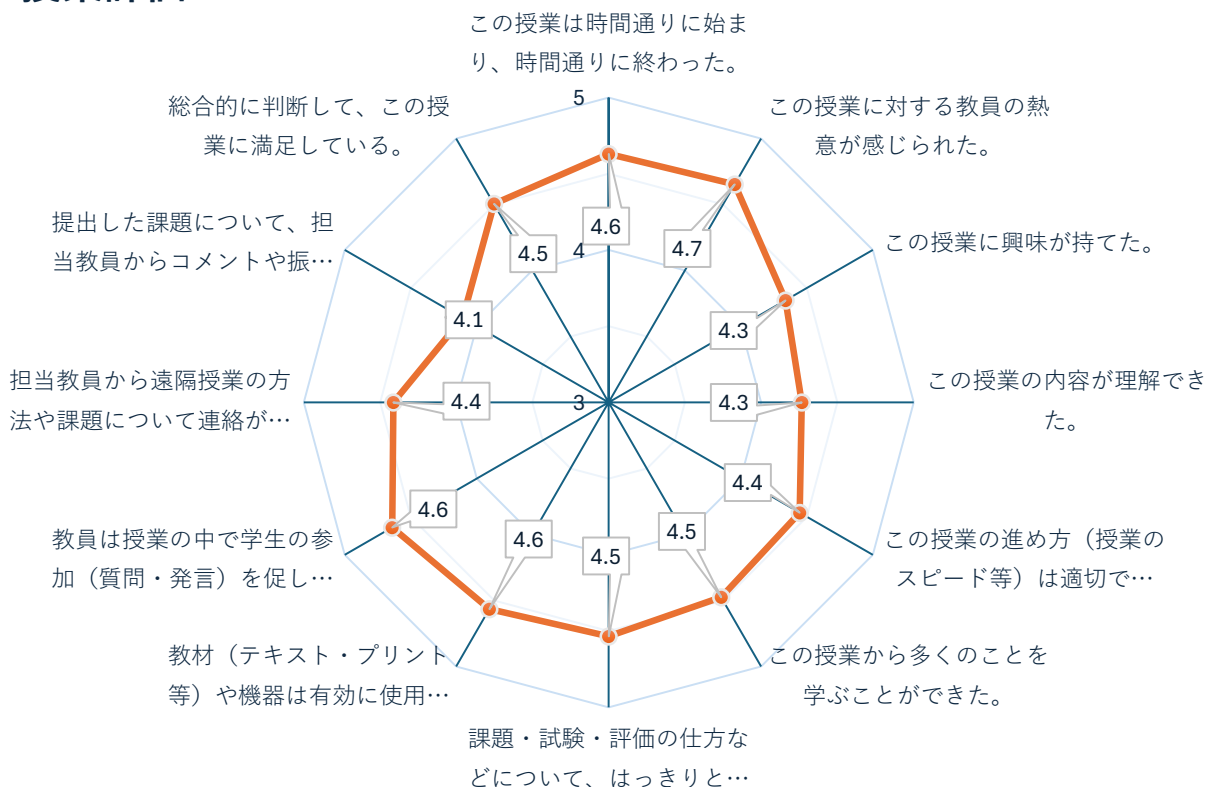 この授業は時間通りに始ま
り、時間通りに終わった。
この授業に対する教員の熱
意が感じられた。
この授業に興味が持てた。
この授業の内容が理解でき
た。
この授業の進め方（授業の
スピード等）は適切で…
この授業から多くのことを
学ぶことができた。
課題・試験・評価の仕方な
どについて、はっきりと…
教材（テキスト・プリント
等）や機器は有効に使用…
教員は授業の中で学生の参
加（質問・発言）を促し…
担当教員から遠隔授業の方
法や課題について連絡が…
提出した課題について、担
当教員からコメントや振…
総合的に判断して、この授
業に満足している。
5
4
3
4.6
4.7
4.3
4.3
4.4
4.5
4.5
4.6
4.6
4.4
4.1
4.5